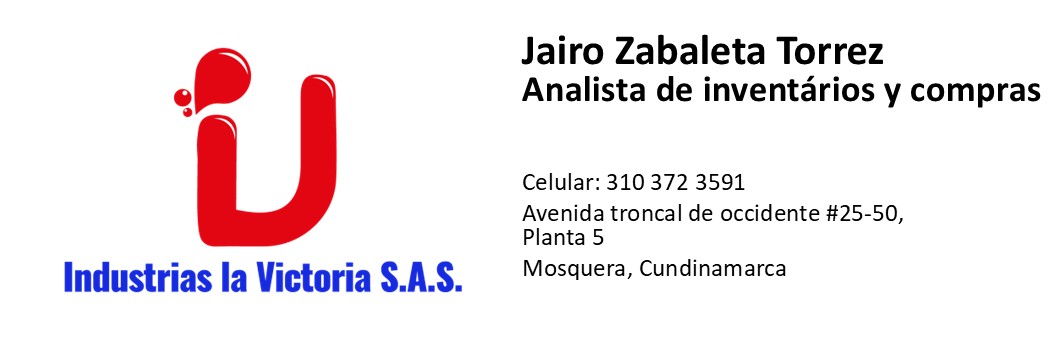 Jairo Zabaleta Torrez
Analista de inventários y compras
Celular: 310 372 3591
Avenida troncal de occidente #25-50,
Planta 5
Mosquera, Cundinamarca
Industrias la Victoria S.A.S.